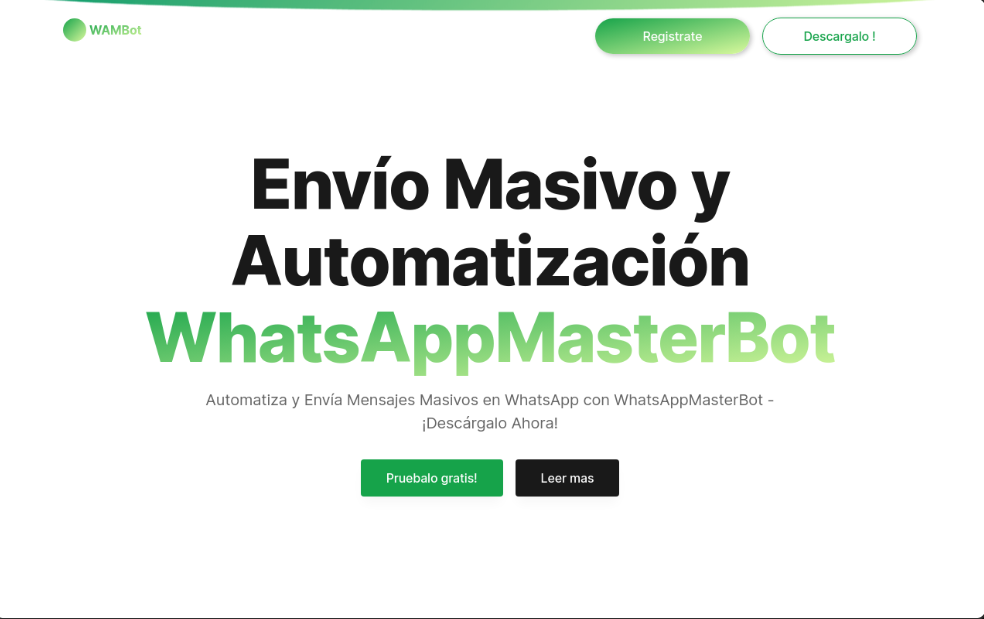 WAMBot
Registrate
Descargalo !
Envío Masivo y
Automatización
WhatsAppMasterBot
Automatiza y Envía Mensajes Masivos en WhatsApp con WhatsAppMasterBot -
¡Descárgalo Ahora!
Pruebalo gratis!
Leer mas